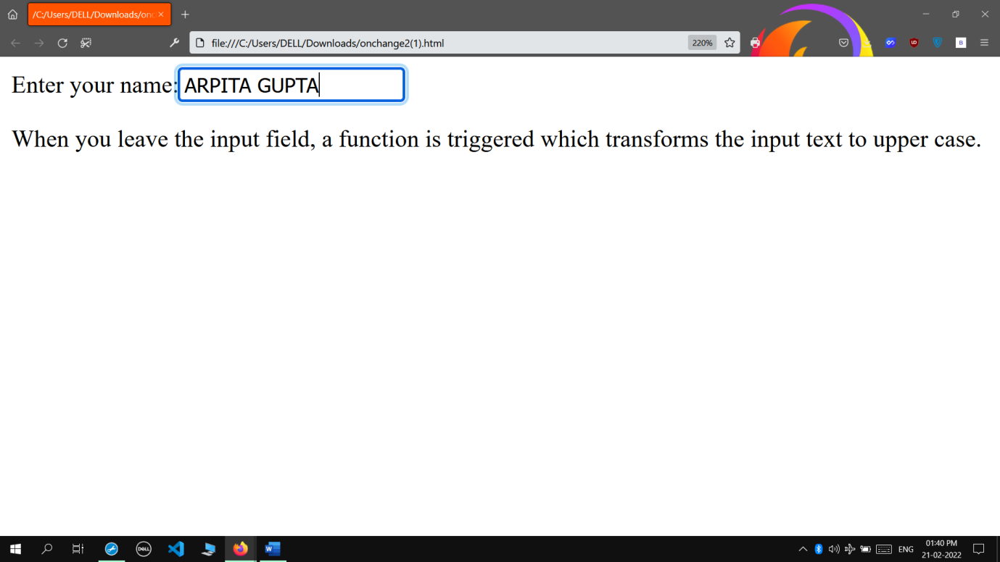 /C:/Users/DELL/Downloads/onc
file:///C:/Users/DELL/Downloads/onchange2(1).html
220%
Enter your name: ARPITA GUPTA
When you leave the input field, a function is triggered which transforms the input text to upper case.
DELL
W
ENG
01:40 PM
21-02-2022